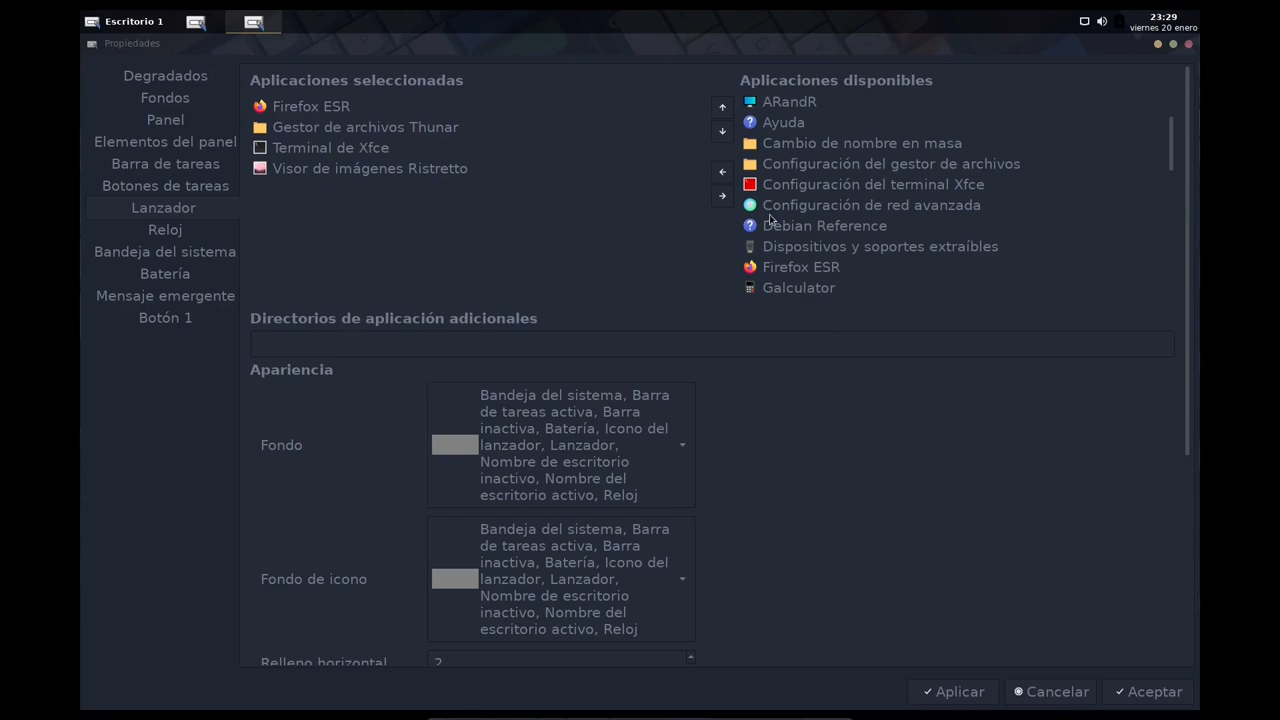 Escritorio 1
23:29
viernes 20 enero
Propiedades
Degradados
Fondos
Panel
Elementos del panel
Barra de tareas
Botones de tareas
Lanzador
Reloj
Bandeja del sistema
Batería
Mensaje emergente
Botón 1
Aplicaciones seleccionadas
Firefox ESR
Gestor de archivos Thunar
Terminal de Xfce
Visor de imágenes Ristretto
Aplicaciones disponibles
ARandR
Ayuda
Cambio de nombre en masa
Configuración del gestor de archivos
Configuración del terminal Xfce
Configuración de red avanzada
Debian Reference
Dispositivos y soportes extraíbles
Firefox ESR
Galculator
Directorios de aplicación adicionales
Apariencia
Fondo
Bandeja del sistema, Barra
de tareas activa, Barra
inactiva, Batería, Icono del
lanzador, Lanzador,
Nombre de escritorio
inactivo, Nombre del
escritorio activo, Reloj
Fondo de icono
Bandeja del sistema, Barra
de tareas activa, Barra
inactiva, Batería, Icono del
lanzador, Lanzador,
Nombre de escritorio
inactivo, Nombre del
escritorio activo, Reloj
Relleno horizontal
2
Aplicar
Cancelar
Aceptar